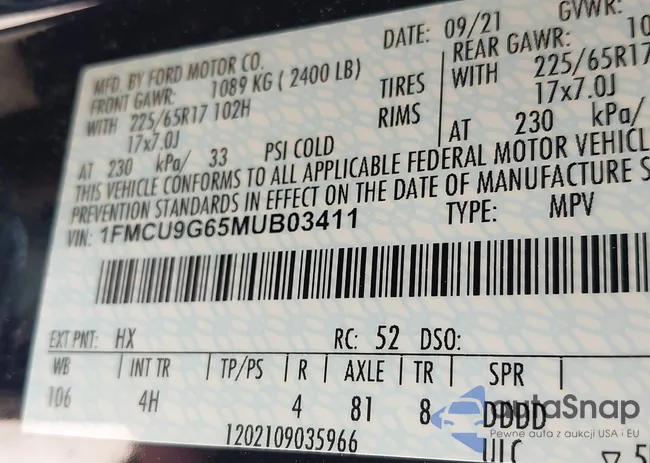 MFD. BY FORD MOTOR CO. DATE: 09/21 GVWR:
FRONT GAWR: 1089 KG ( 2400 LB) REAR GAWR: 10
WITH 225/65R17 102H TIRES WITH 225/65R17
17x7.0J RIMS 17x7.0J
AT 230 kPa/ 33 PSI COLD AT 230 kPa/
THIS VEHICLE CONFORMS TO ALL APPLICABLE FEDERAL MOTOR VEHICL
PREVENTION STANDARDS IN EFFECT ON THE DATE OF MANUFACTURE S
VIN: 1FMCU9G65MUB03411 TYPE: MPV
EXT PNT: HX RC: 52 DSO:
WB INT TR TP/PS R AXLE TR SPR
106 4H 4 81 8 DDDD
1202109035966 ULC
autaSnap
Pewne auta z aukcji USA i EU